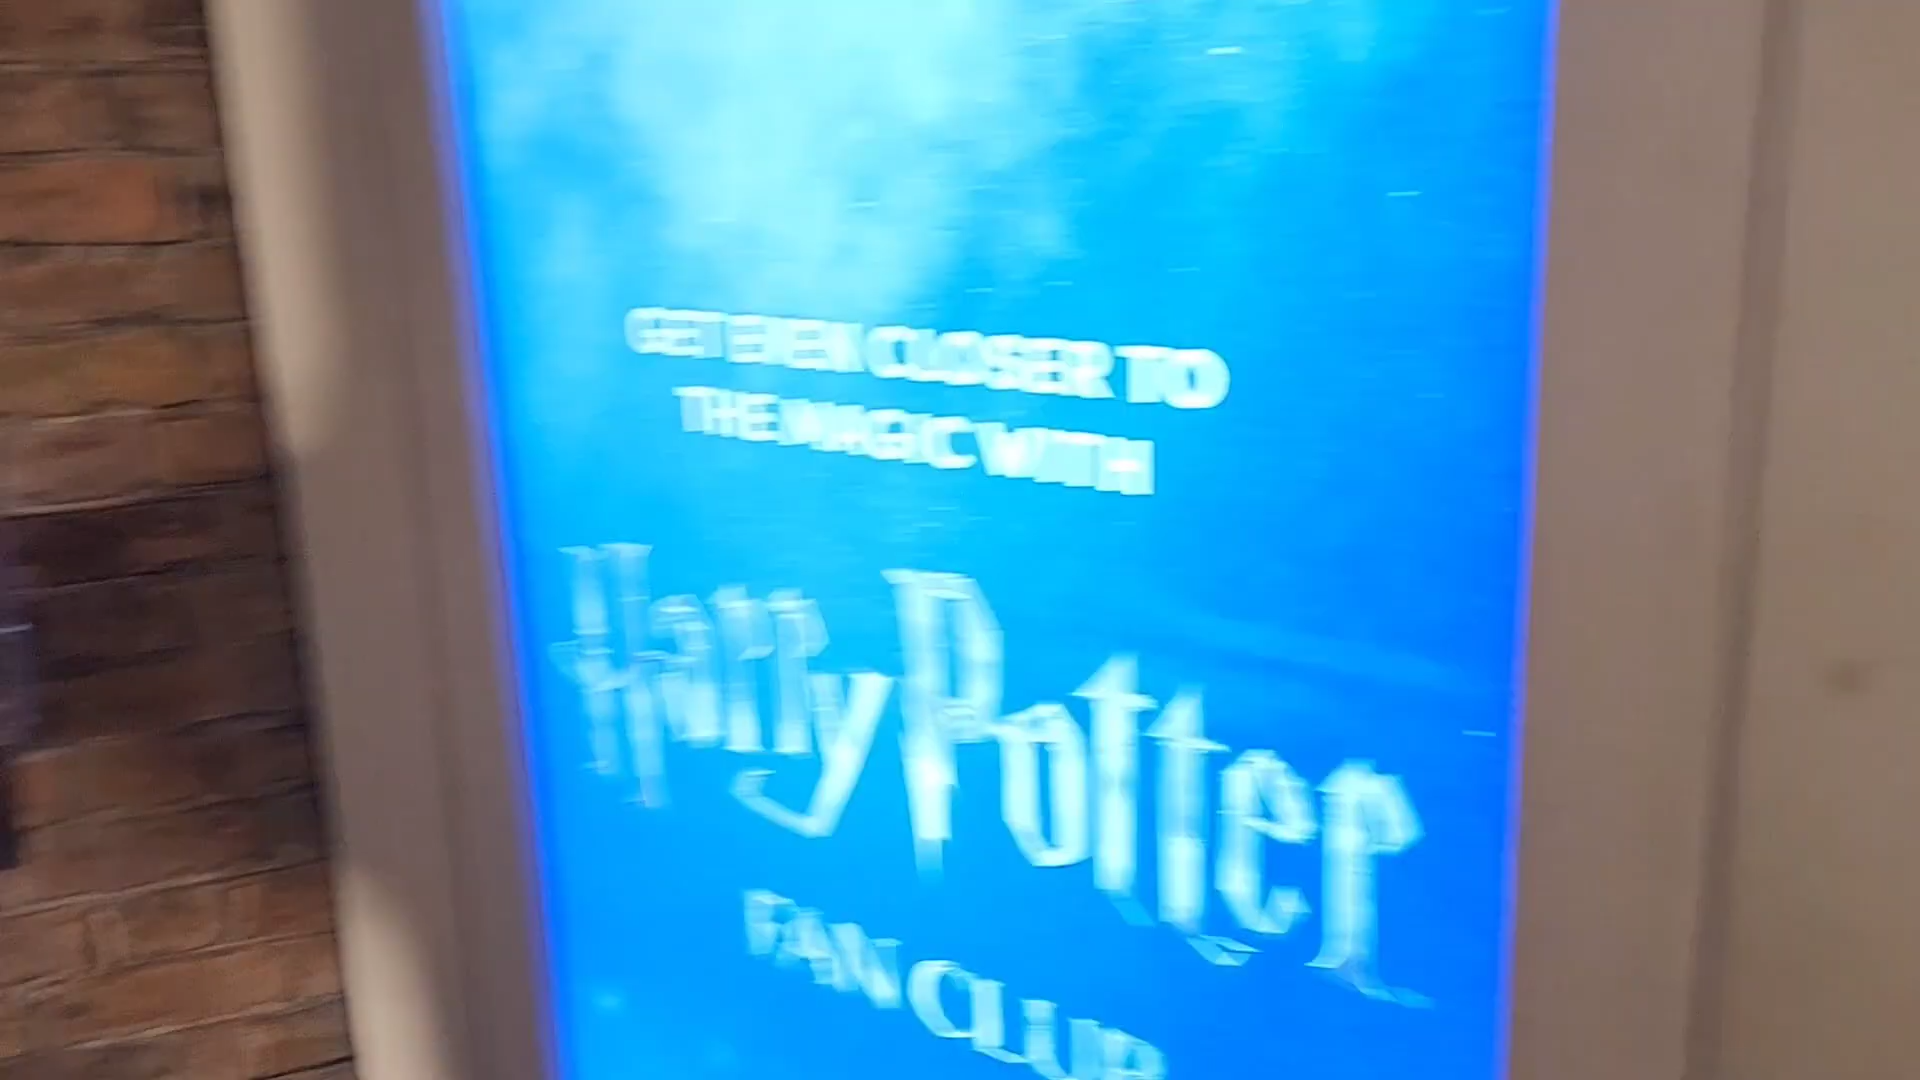 GET EVEN CLOSER TO
THE MAGIC WITH
Harry Potter
FAN CLUB